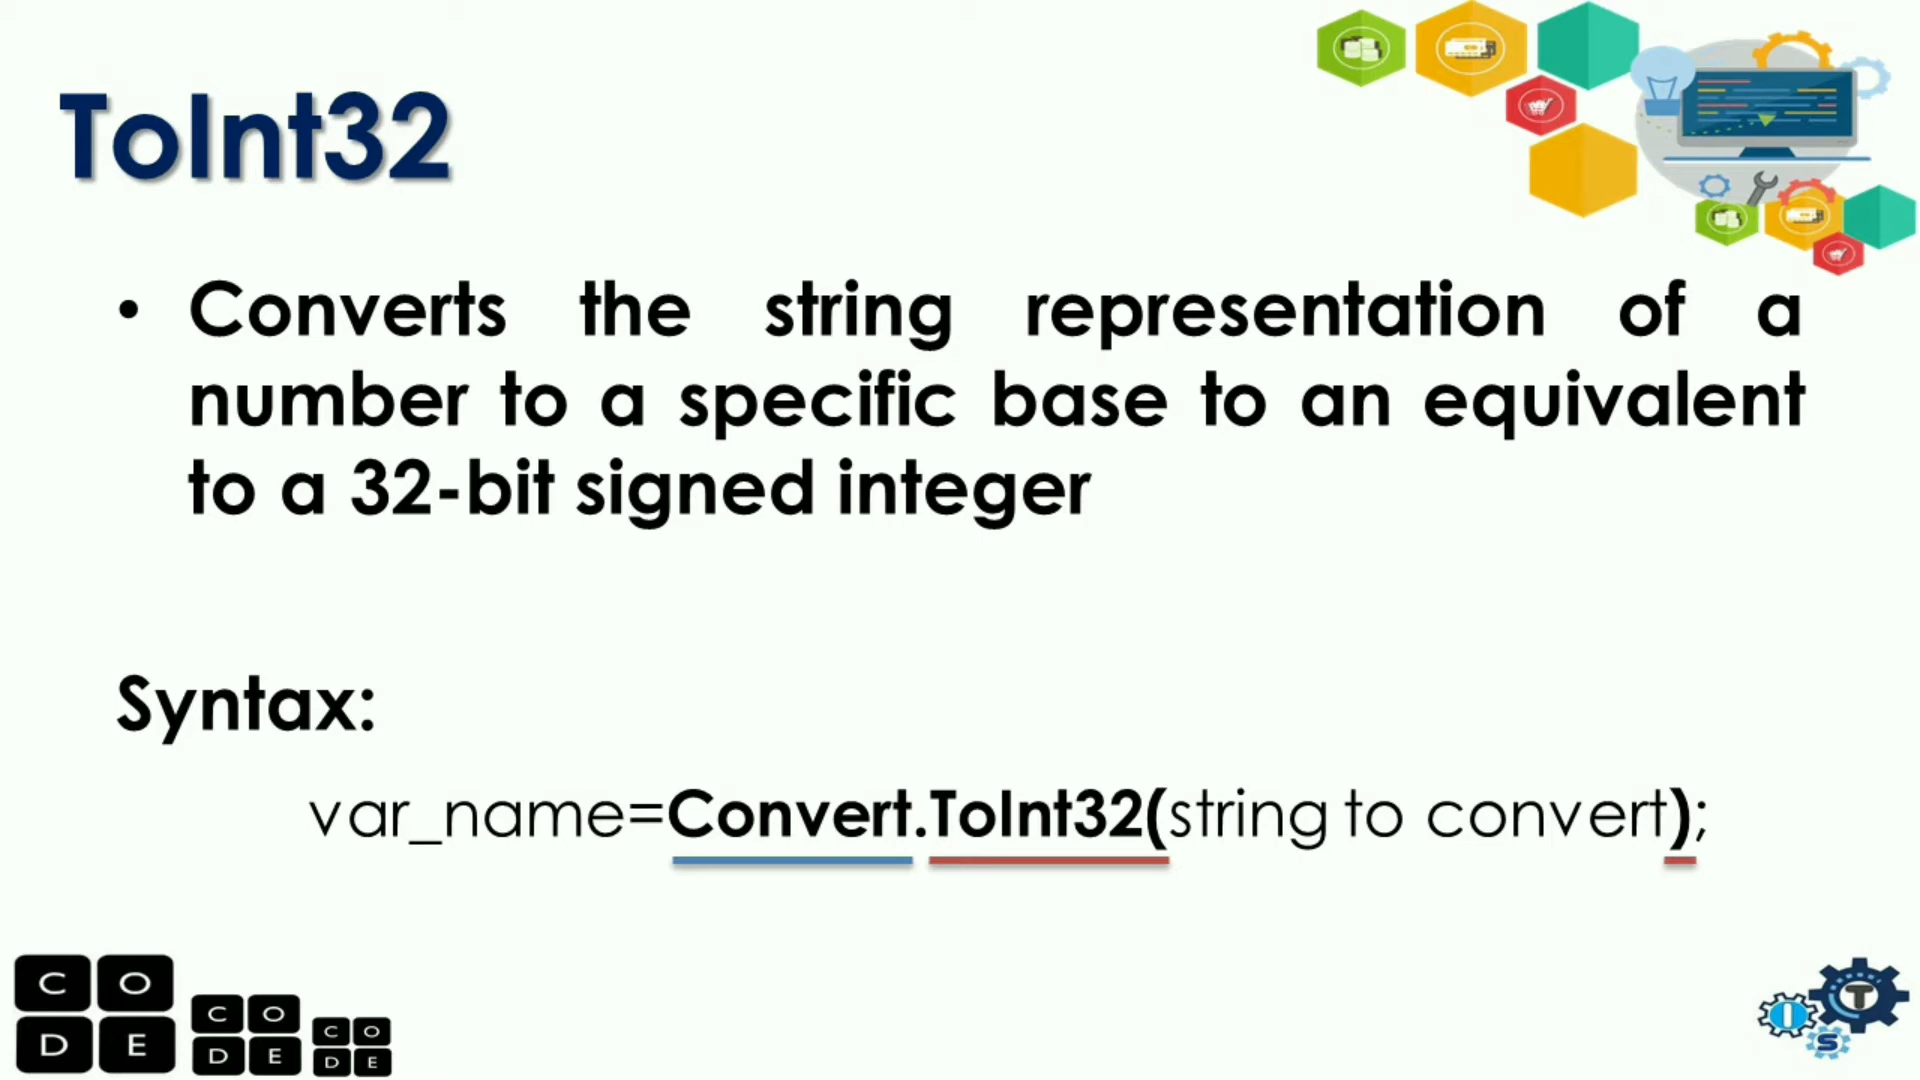 ToInt32
• Converts the string representation of a
number to a specific base to an equivalent
to a 32-bit signed integer
Syntax:
var_name=Convert.ToInt32(string to convert);
C O
D E
C O
D E
C O
D E
I T
S